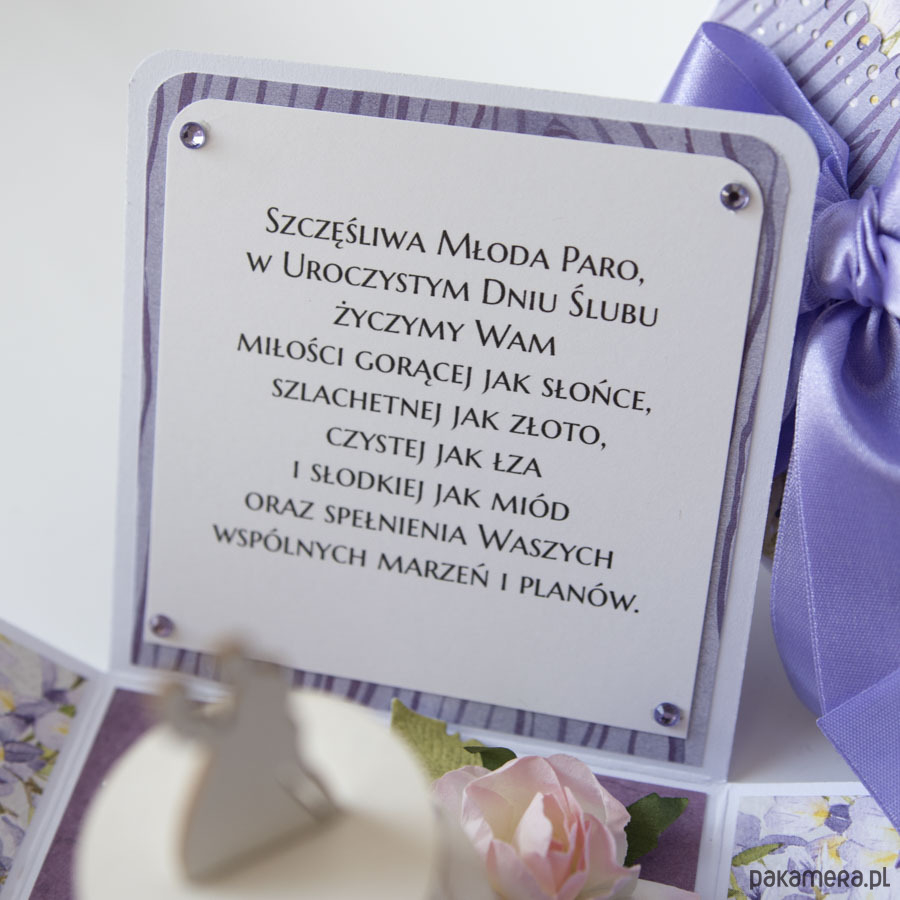 Szczęśliwa Młoda Paro,
w Uroczystym Dniu Ślubu
życzymy Wam
miłości gorącej jak słońce,
szlachetnej jak złoto,
czystej jak łza
i słodkiej jak miód
oraz spełnienia Waszych
wspólnych marzeń i planów.
pakamera.pl